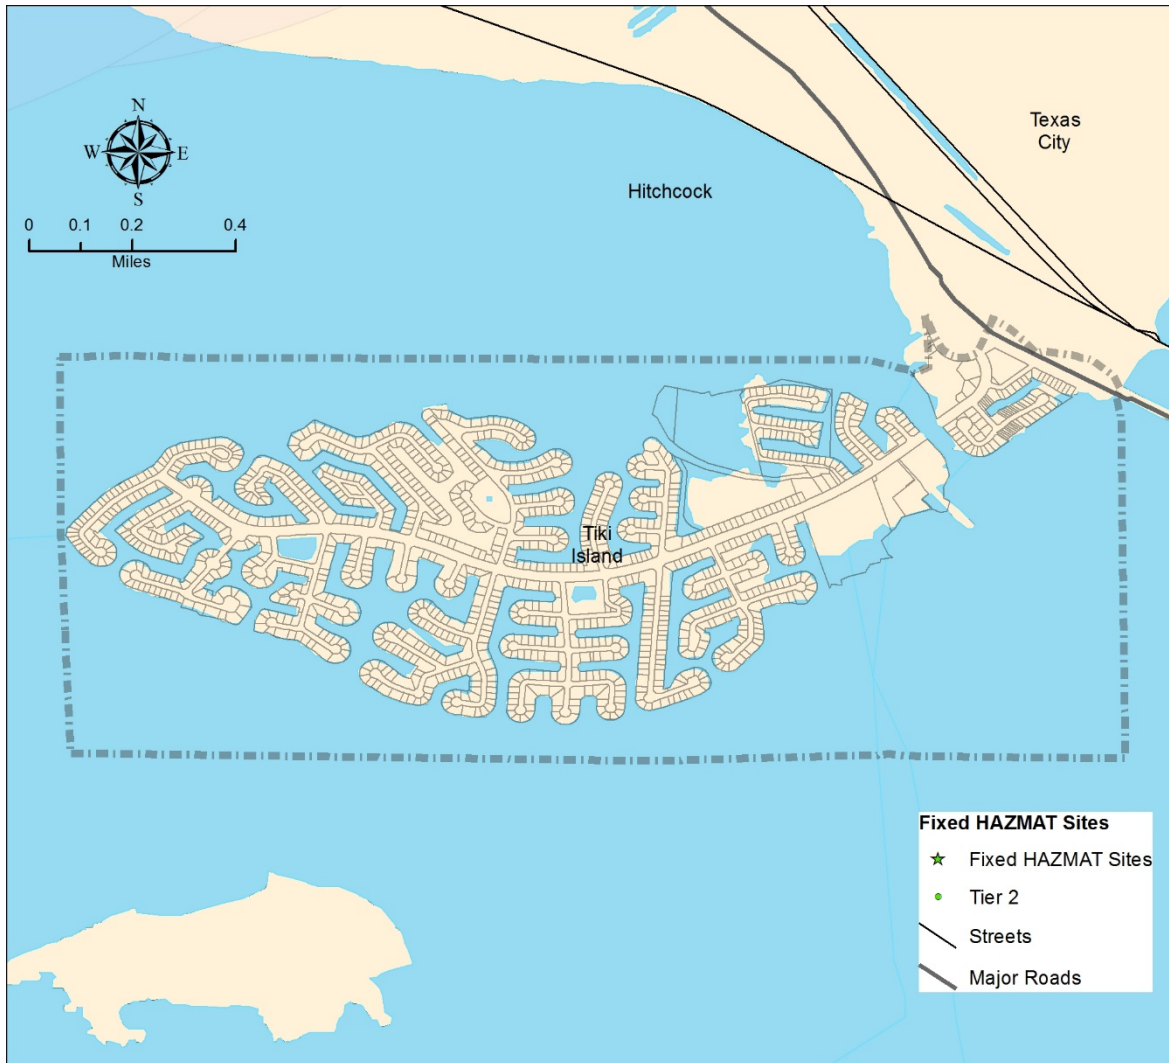 Texas
City
N
W E
S
Hitchcock
0 0.1 0.2 0.4
Miles
Tiki
Island
Fixed HAZMAT Sites
Fixed HAZMAT Sites
Tier 2
Streets
Major Roads